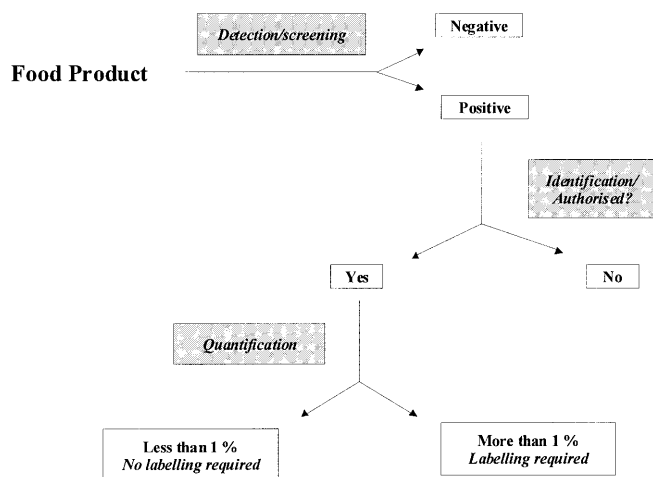 Detection/screening
Negative
Food Product
Positive
Identification/
Authorised?
Yes
No
Quantification
Less than 1 %
No labelling required
More than 1 %
Labelling required